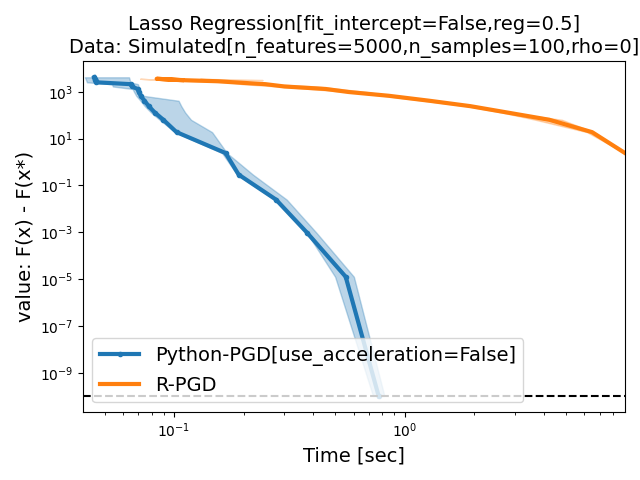 Lasso Regression[fit_intercept=False,reg=0.5]
Data: Simulated[n_features=5000,n_samples=100,rho=0]
value: F(x) - F(x*)
10³
10¹
10⁻¹
10⁻³
10⁻⁵
10⁻⁷
10⁻⁹
Python-PGD[use_acceleration=False]
R-PGD
10⁻¹
10⁰
Time [sec]